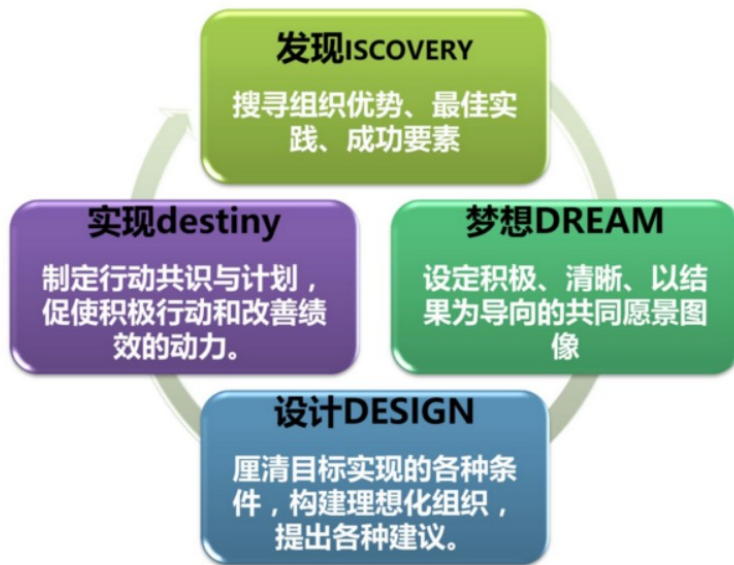 发现ISCOVERY
搜寻组织优势、最佳实
践、成功要素
实现destiny
制定行动共识与计划，
促使积极行动和改善绩
效的动力。
梦想DREAM
设定积极、清晰、以结
果为导向的共同愿景图
像
设计DESIGN
厘清目标实现的各种条
件，构建理想化组织，
提出各种建议。